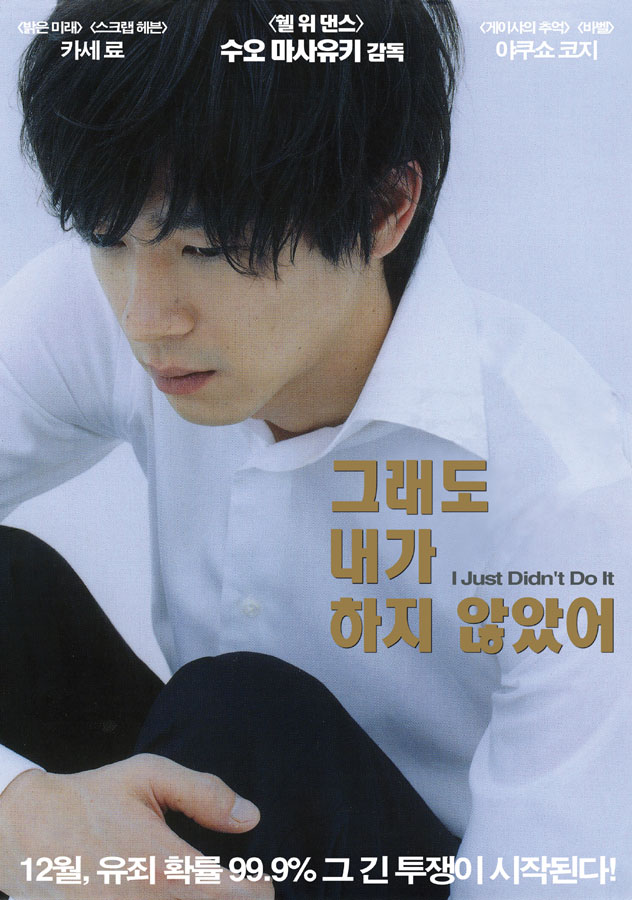 <밝은 미래> <스크랩 헤븐>
카세 료
<쉘 위 댄스>
수오 마사유키 감독
<게이샤의 추억> <바벨>
야쿠쇼 코지
그래도
내가
I Just Didn't Do It
하지 않았어
12월, 유죄 확률 99.9% 그 긴 투쟁이 시작된다!